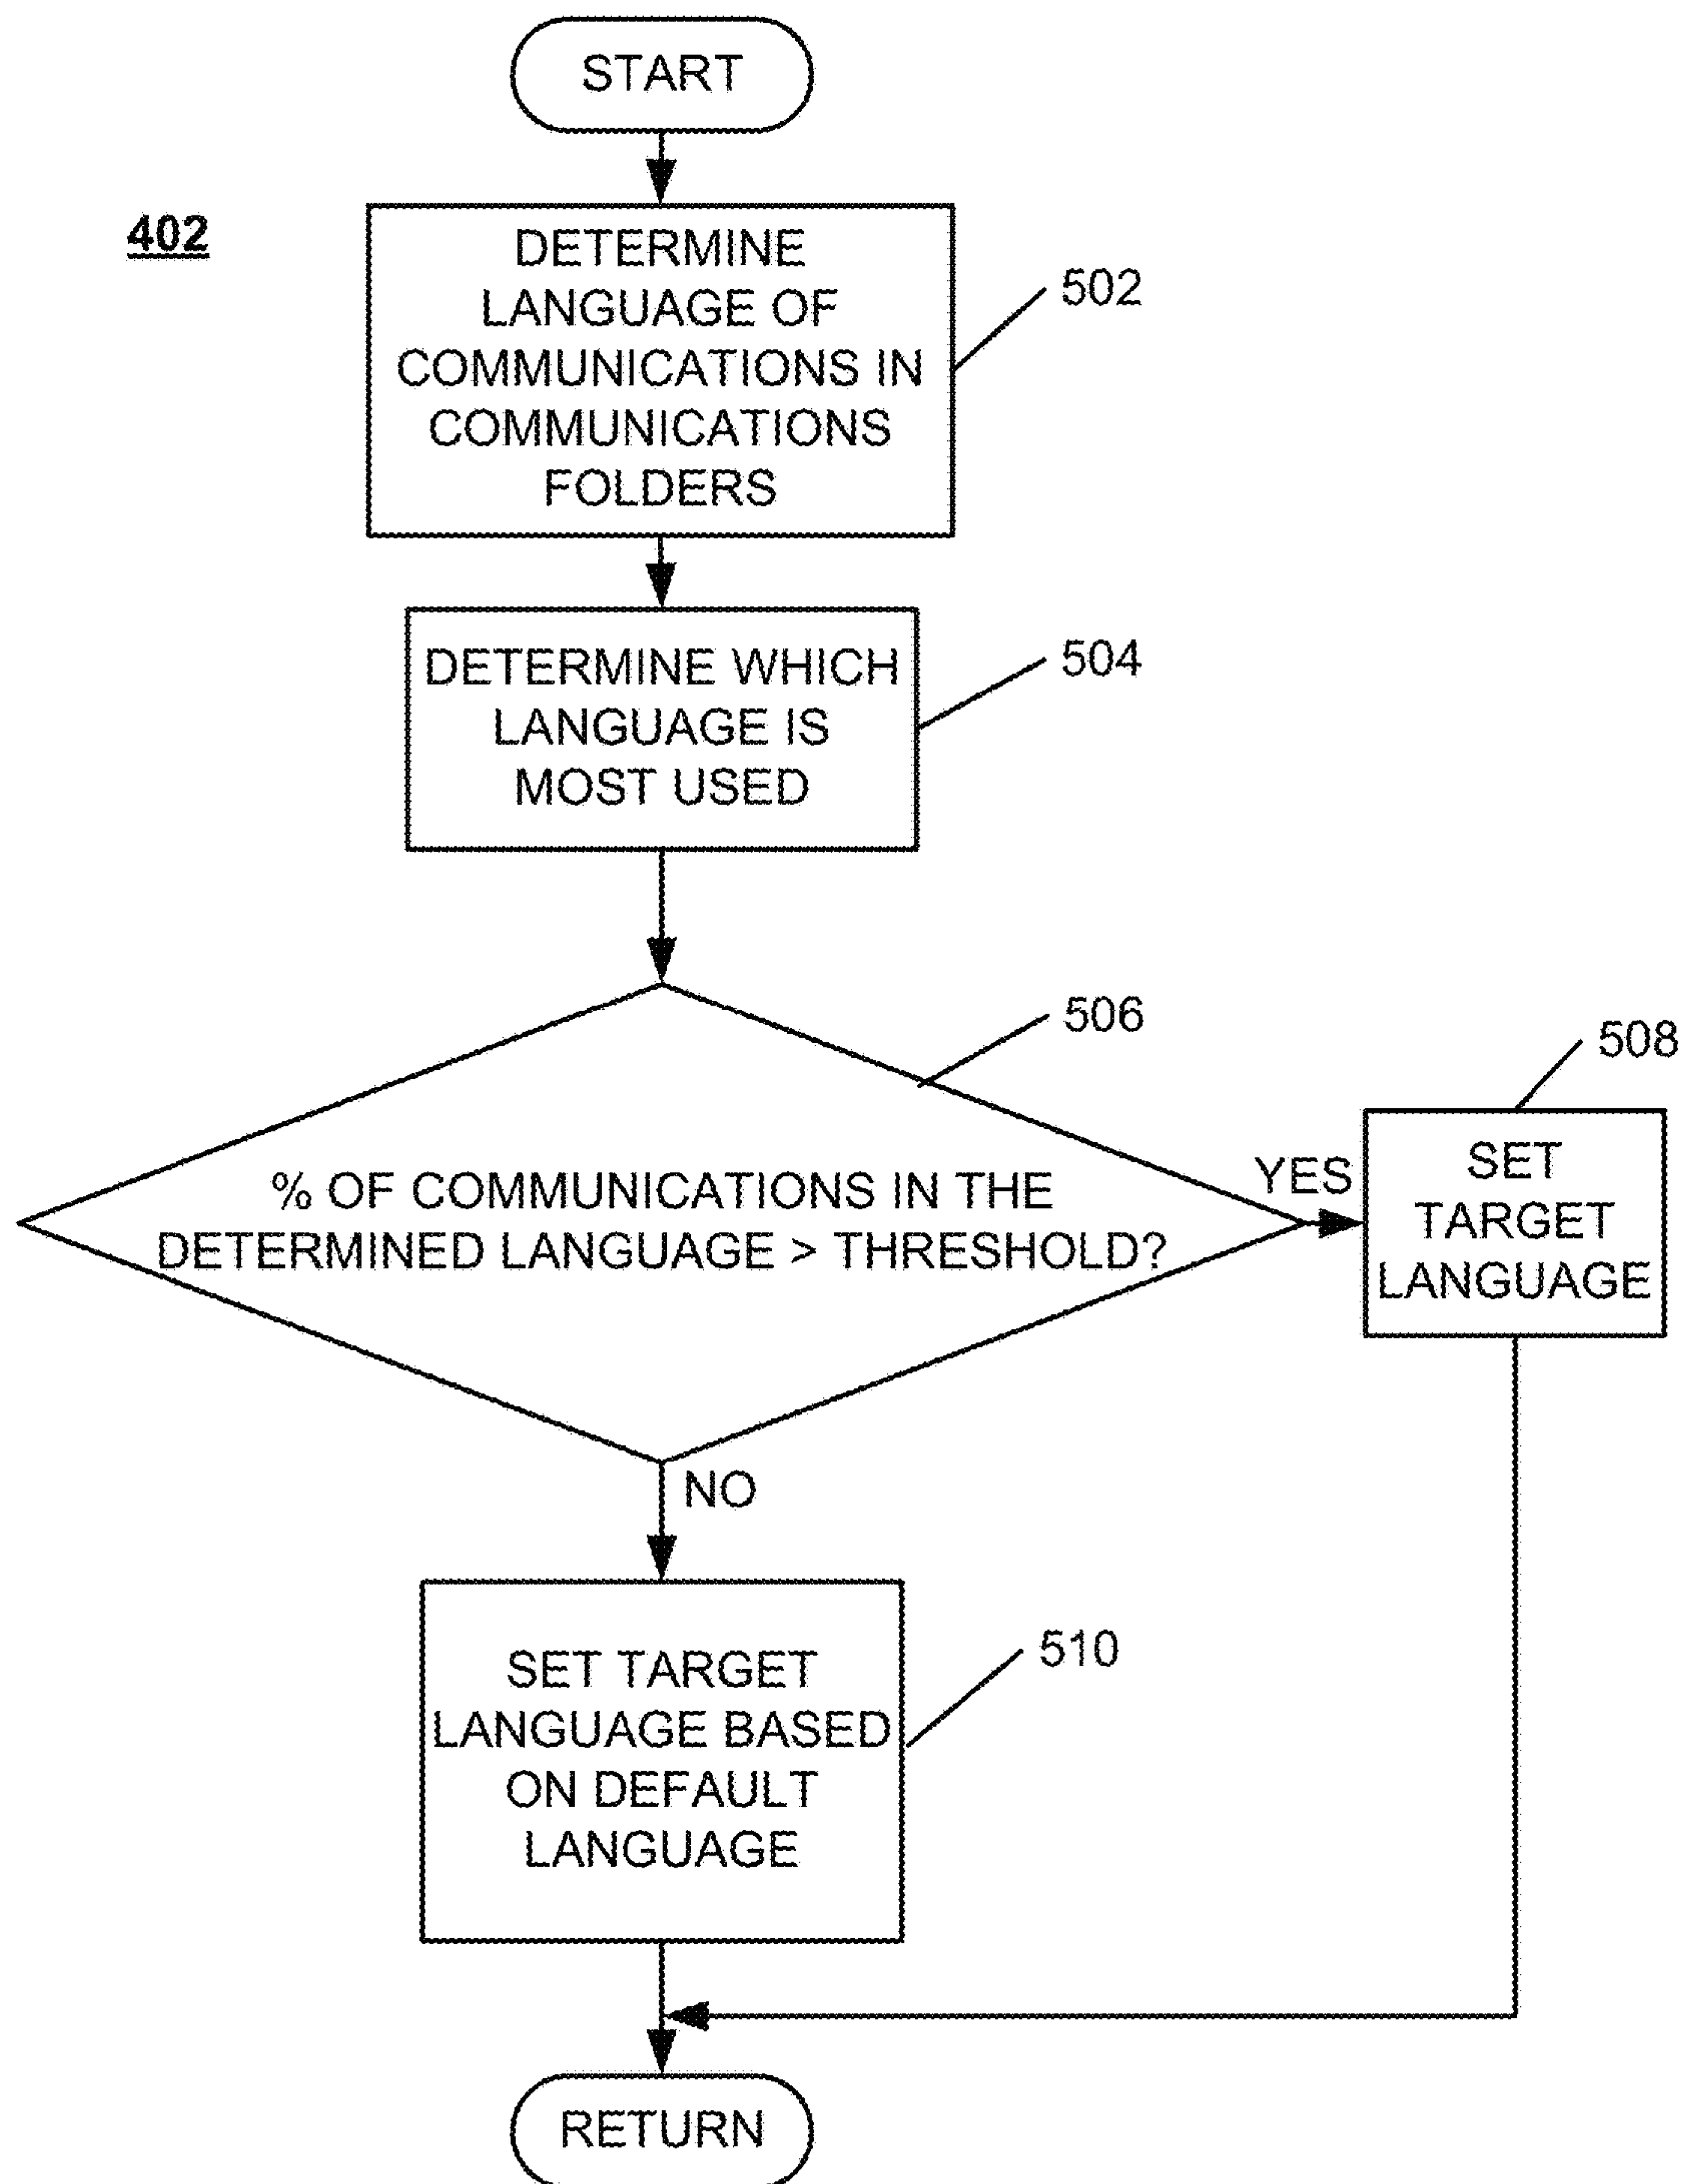 START
402
DETERMINE
LANGUAGE OF
COMMUNICATIONS IN
COMMUNICATIONS
FOLDERS
502
DETERMINE WHICH
LANGUAGE IS
MOST USED
504
506
% OF COMMUNICATIONS IN THE
DETERMINED LANGUAGE > THRESHOLD?
YES
508
SET
TARGET
LANGUAGE
NO
SET TARGET
LANGUAGE BASED
ON DEFAULT
LANGUAGE
510
RETURN